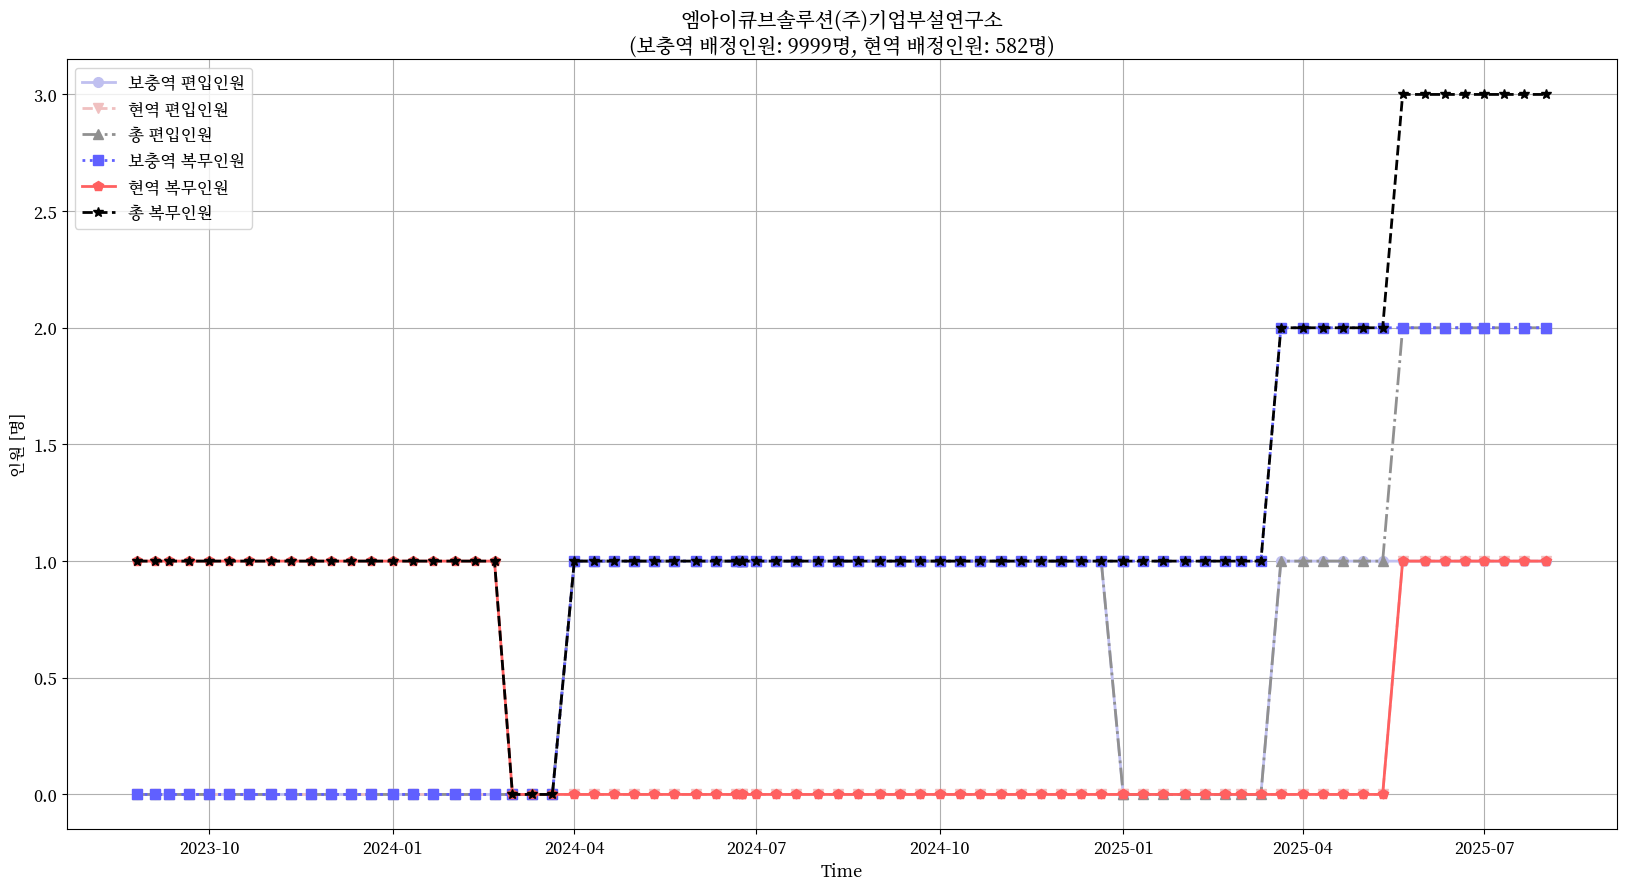 엠아이큐브솔루션(주)기업부설연구소
(보충역 배정인원: 9999명, 현역 배정인원: 582명)
보충역 편입인원
현역 편입인원
총 편입인원
보충역 복무인원
현역 복무인원
총 복무인원
3.0
2.5
2.0
1.5
1.0
0.5
0.0
인원 [명]
2023-10
2024-01
2024-04
2024-07
2024-10
2025-01
2025-04
2025-07
Time